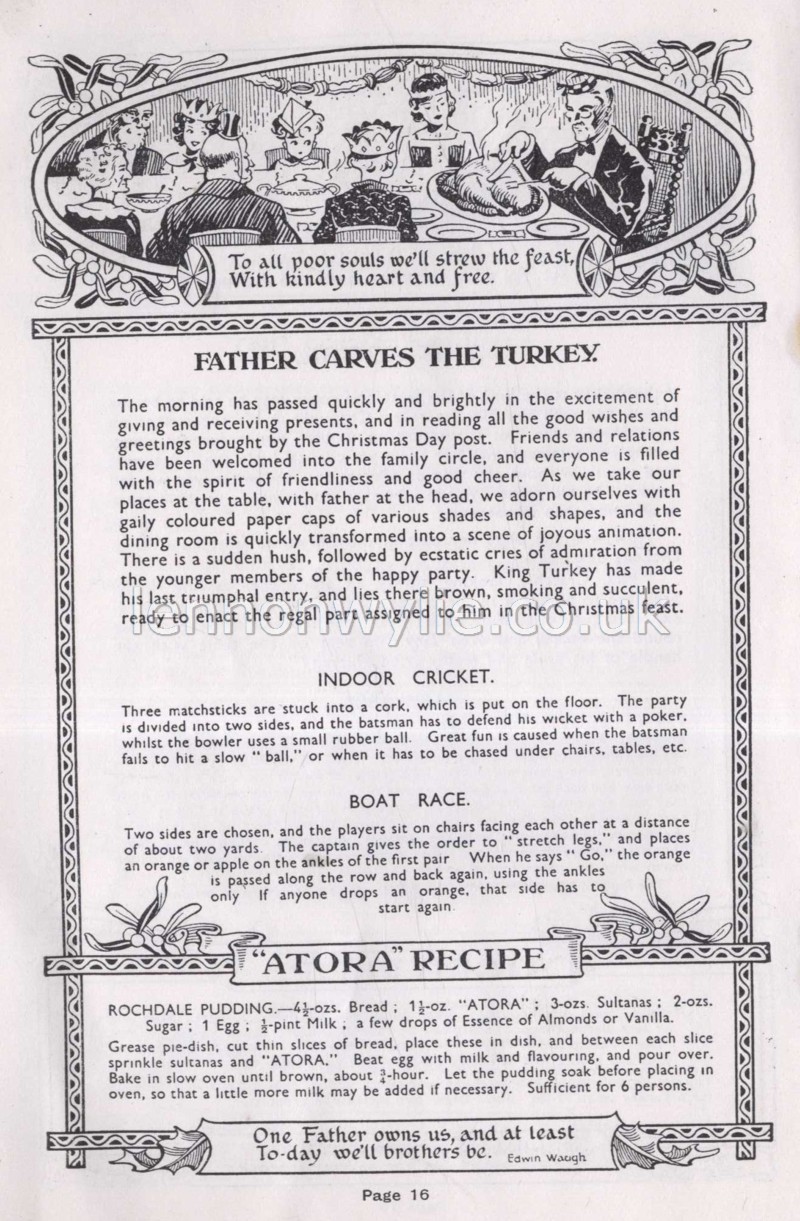 To all poor souls we'll strew the feast,
With kindly heart and free.
FATHER CARVES THE TURKEY.
The morning has passed quickly and brightly in the excitement of
giving and receiving presents, and in reading all the good wishes and
greetings brought by the Christmas Day post. Friends and relations
have been welcomed into the family circle, and everyone is filled
with the spirit of friendliness and good cheer. As we take our
places at the table, with father at the head, we adorn ourselves with
gaily coloured paper caps of various shades and shapes, and the
dining room is quickly transformed into a scene of joyous animation.
There is a sudden hush, followed by ecstatic cries of admiration from
the younger members of the happy party. King Turkey has made
his last triumphal entry, and lies there brown, smoking and succulent,
ready to enact the regal part assigned to him in the Christmas feast.
lennonwylie.co.uk
INDOOR CRICKET.
Three matchsticks are stuck into a cork, which is put on the floor. The party
is divided into two sides, and the batsman has to defend his wicket with a poker,
whilst the bowler uses a small rubber ball. Great fun is caused when the batsman
fails to hit a slow "ball," or when it has to be chased under chairs, tables, etc.
BOAT RACE.
Two sides are chosen, and the players sit on chairs facing each other at a distance
of about two yards. The captain gives the order to "stretch legs," and places
an orange or apple on the ankles of the first pair When he says "Go," the orange
is passed along the row and back again, using the ankles
only If anyone drops an orange, that side has to
start again.
"ATORA" RECIPE
ROCHDALE PUDDING.—4½-ozs. Bread ; 1½-oz. "ATORA" ; 3-ozs. Sultanas ; 2-ozs.
Sugar ; 1 Egg ; ½-pint Milk ; a few drops of Essence of Almonds or Vanilla.
Grease pie-dish, cut thin slices of bread, place these in dish, and between each slice
sprinkle sultanas and "ATORA." Beat egg with milk and flavouring, and pour over.
Bake in slow oven until brown, about ¾-hour. Let the pudding soak before placing in
oven, so that a little more milk may be added if necessary. Sufficient for 6 persons.
One Father owns us, and at least
To-day we'll brothers be. Edwin Waugh
Page 16